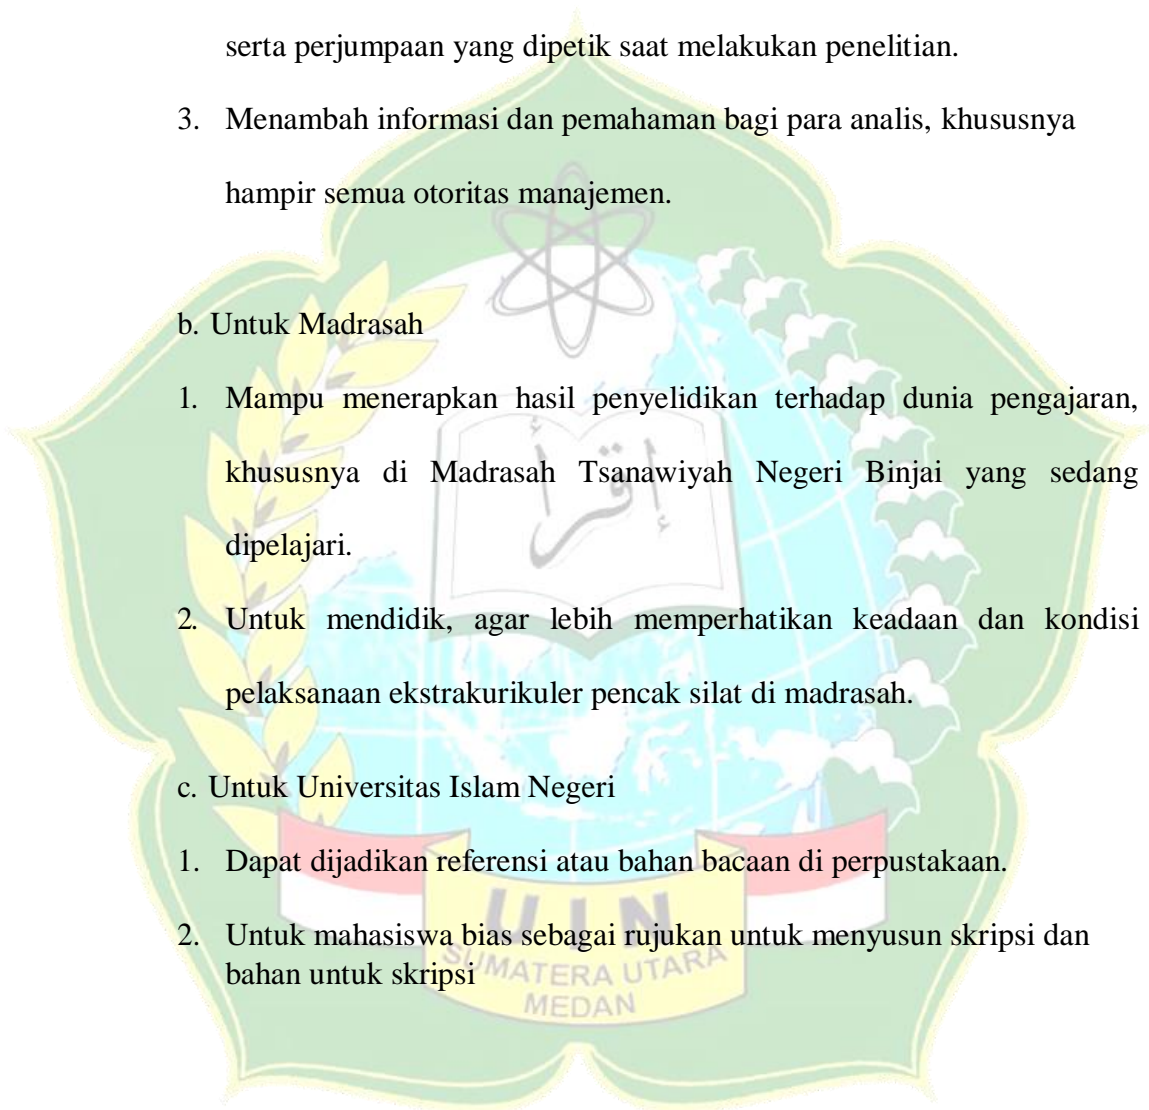 serta perjumpaan yang dipetik saat melakukan penelitian.
3. Menambah informasi dan pemahaman bagi para analis, khususnya
hampir semua otoritas manajemen.
b. Untuk Madrasah
1. Mampu menerapkan hasil penyelidikan terhadap dunia pengajaran,
khususnya di Madrasah Tsanawiyah Negeri Binjai yang sedang
dipelajari.
2. Untuk mendidik, agar lebih memperhatikan keadaan dan kondisi
pelaksanaan ekstrakurikuler pencak silat di madrasah.
c. Untuk Universitas Islam Negeri
1. Dapat dijadikan referensi atau bahan bacaan di perpustakaan.
2. Untuk mahasiswa bias sebagai rujukan untuk menyusun skripsi dan
bahan untuk skripsi
إقرأ
UIN
SUMATERA UTARA
MEDAN